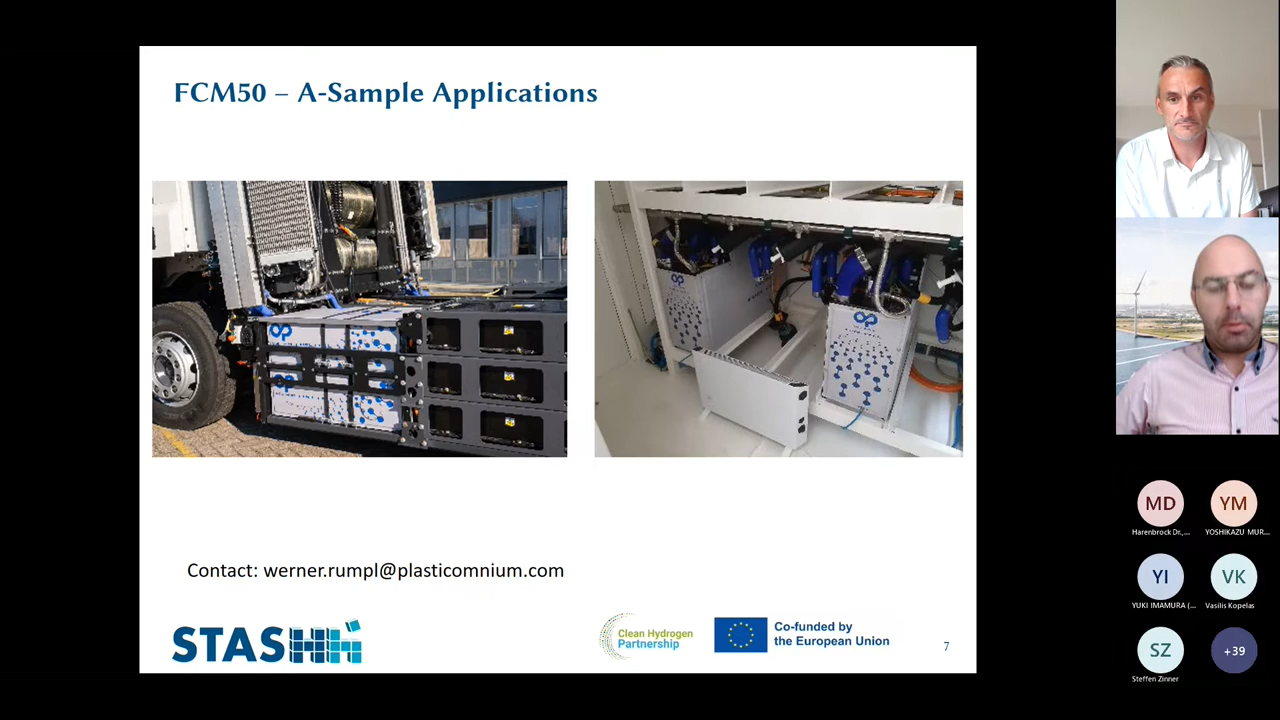 FCM50 – A-Sample Applications
Contact: werner.rumpl@plasticomnium.com
STASHH
Clean Hydrogen
Partnership
Co-funded by
the European Union
7
MD
YM
Harenbrock Dr.,...
YOSHIKAZU MUR...
YI
VK
YUKI IMAMURA (...
Vasilis Kopelas
SZ
+39
Steffen Zinner